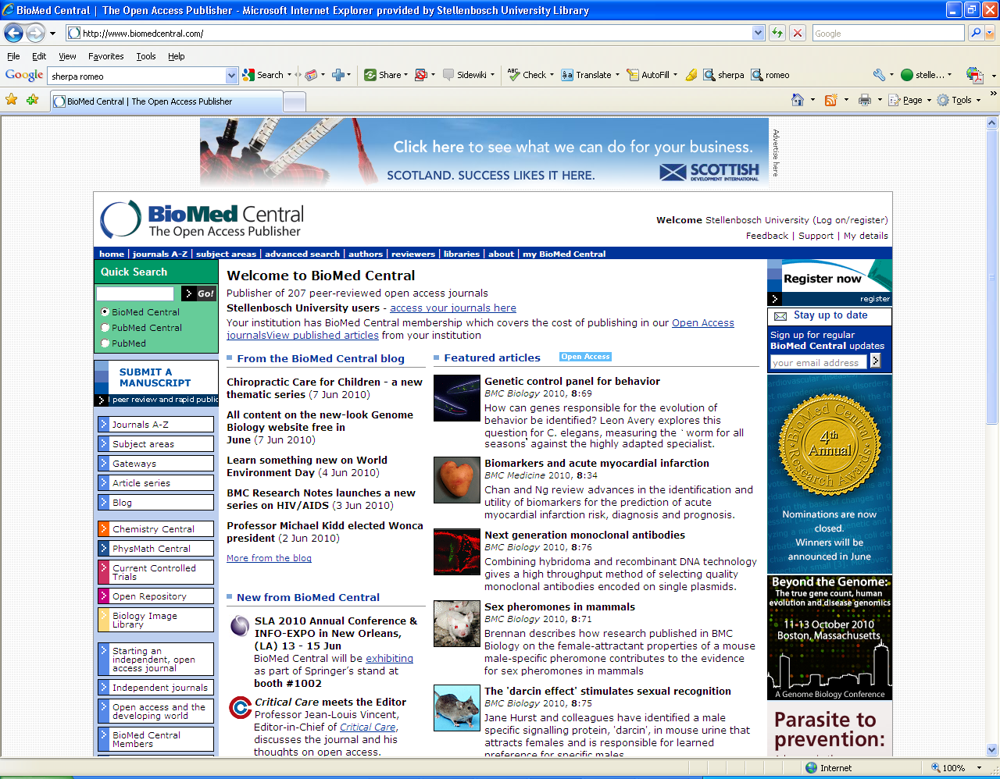 BioMed Central | The Open Access Publisher - Microsoft Internet Explorer provided by Stellenbosch University Library
http://www.biomedcentral.com/
Google
File Edit View Favorites Tools Help
Google sherpa romeo Search Share Sidewiki Check Translate AutoFill sherpa romeo stelle...
BioMed Central | The Open Access Publisher
Page Tools
Click here to see what we can do for your business.
SCOTLAND. SUCCESS LIKES IT HERE.
SCOTTISH
DEVELOPMENT INTERNATIONAL
Advertise here
BioMed Central
The Open Access Publisher
Welcome Stellenbosch University (Log on/register)
Feedback | Support | My details
home | journals A-Z | subject areas | advanced search | authors | reviewers | libraries | about | my BioMed Central
Quick Search
Go!
BioMed Central
PubMed Central
PubMed
SUBMIT A
MANUSCRIPT
peer review and rapid public
Journals A-Z
Subject areas
Gateways
Article series
Blog
Chemistry Central
PhysMath Central
Current Controlled
Trials
Open Repository
Biology Image
Library
Starting an
independent, open
access journal
Independent journals
Open access and the
developing world
BioMed Central
Members
Welcome to BioMed Central
Publisher of 207 peer-reviewed open access journals
Stellenbosch University users - access your journals here
Your institution has BioMed Central membership which covers the cost of publishing in our Open Access
journalsView published articles from your institution
From the BioMed Central blog
Chiropractic Care for Children - a new
thematic series (7 Jun 2010)
All content on the new-look Genome
Biology website free in
June (7 Jun 2010)
Learn something new on World
Environment Day (4 Jun 2010)
BMC Research Notes launches a new
series on HIV/AIDS (3 Jun 2010)
Professor Michael Kidd elected Wonca
president (2 Jun 2010)
More from the blog
New from BioMed Central
SLA 2010 Annual Conference &
INFO-EXPO in New Orleans,
(LA) 13 - 15 Jun
BioMed Central will be exhibiting
as part of Springer's stand at
booth #1002
Critical Care meets the Editor
Professor Jean-Louis Vincent,
Editor-in-Chief of Critical Care,
discusses the journal and his
thoughts on open access.
Featured articles Open Access
Genetic control panel for behavior
BMC Biology 2010, 8:69
How can genes responsible for the evolution of
behavior be identified? Leon Avery explores this
question for C. elegans, measuring the `worm for all
seasons' against the highly adapted specialist.
Biomarkers and acute myocardial infarction
BMC Medicine 2010, 8:34
Chan and Ng review advances in the identification and
utility of biomarkers for the prediction of acute
myocardial infarction risk, diagnosis and prognosis.
Next generation monoclonal antibodies
BMC Biology 2010, 8:76
Combining hybridoma and recombinant DNA technology
gives a high throughput method of selecting quality
monoclonal antibodies encoded on single plasmids.
Sex pheromones in mammals
BMC Biology 2010, 8:71
Brennan describes how research published in BMC
Biology on the female-attractant properties of a mouse
male-specific pheromone contributes to the evidence
for sex pheromones in mammals
The 'darcin effect' stimulates sexual recognition
BMC Biology 2010, 8:75
Jane Hurst and colleagues have identified a male
specific signalling protein, 'darcin', in mouse urine that
attracts females and is responsible for learned
preference for specific males.
Register now
register
Stay up to date
Sign up for regular
BioMed Central updates
your email address
BioMed Central
4th
Annual
Research Awards
Nominations are now
closed.
Winners will be
announced in June
Beyond the Genome:
The true gene count, human
evolution and disease genomics
11-13 October 2010
Boston, Massachusetts
A Genome Biology Conference
Parasite to
prevention:
Internet
100%